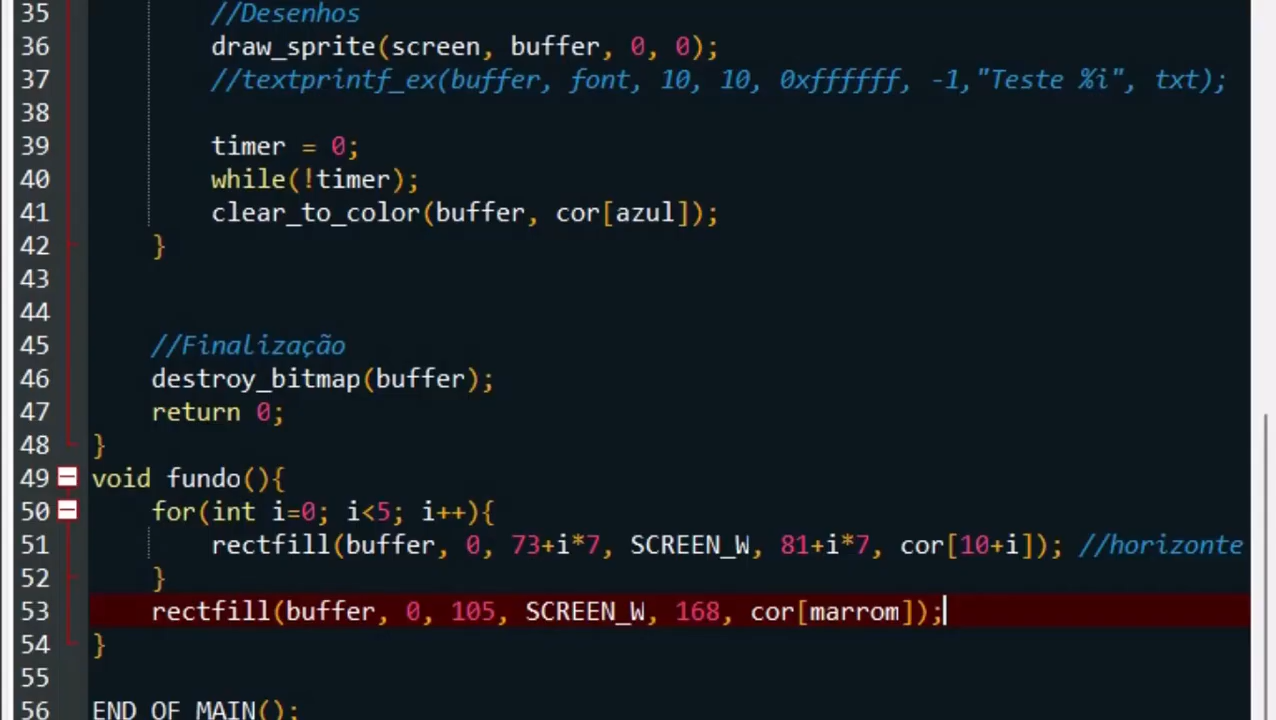 35 //Desenhos
36 draw_sprite(screen, buffer, 0, 0);
37 //textprintf_ex(buffer, font, 10, 10, 0xffffff, -1,"Teste %i", txt);
38
39 timer = 0;
40 while(!timer);
41 clear_to_color(buffer, cor[azul]);
42 }
43
44
45 //Finalização
46 destroy_bitmap(buffer);
47 return 0;
48 }
49 void fundo(){
50 for(int i=0; i<5; i++){
51 rectfill(buffer, 0, 73+i*7, SCREEN_W, 81+i*7, cor[10+i]); //horizonte
52 }
53 rectfill(buffer, 0, 105, SCREEN_W, 168, cor[marrom]);
54 }
55
56 END_OF_MAIN();